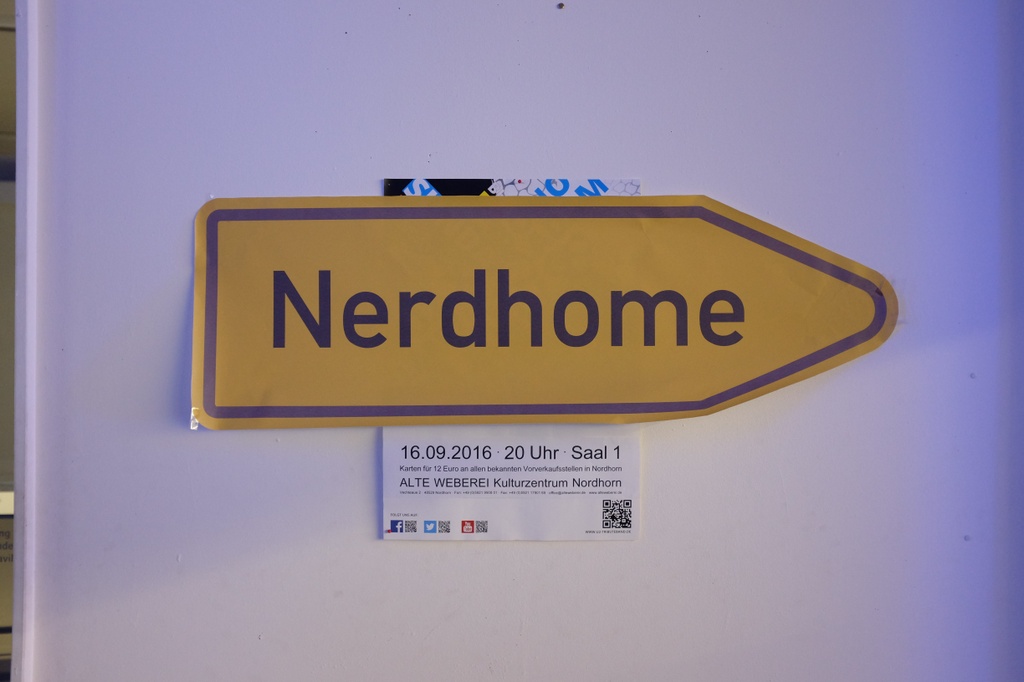 Nerdhome
16.09.2016 · 20 Uhr · Saal 1
Karten für 12 Euro an allen bekannten Vorverkaufsstellen in Nordhorn
ALTE WEBEREI Kulturzentrum Nordhorn